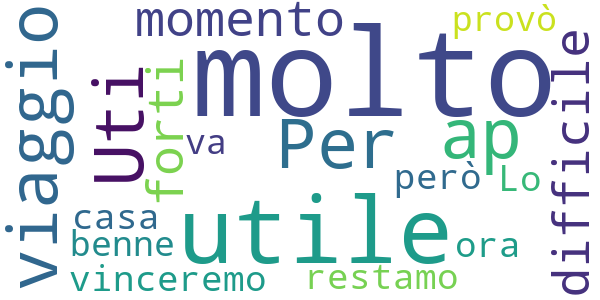 momento
provò
molto
viaggio
Uti
forti
va
Per
ap
difficile
però
Lo
casa
utile
benne
ora
vinceremo
restamo